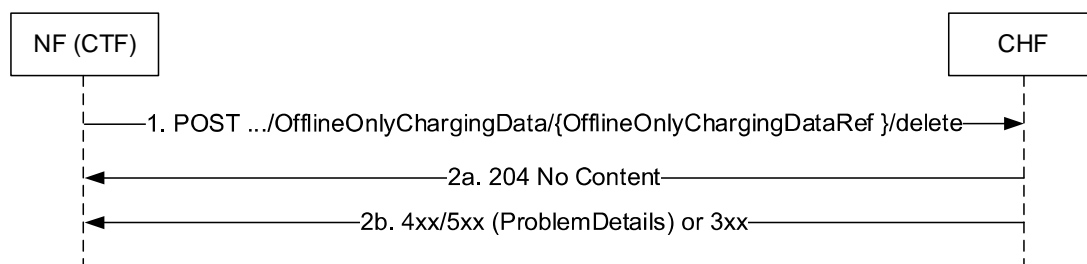 NF (CTF)
CHF
1. POST .../OfflineOnlyChargingData/{OfflineOnlyChargingDataRef }/delete
2a. 204 No Content
2b. 4xx/5xx (ProblemDetails) or 3xx